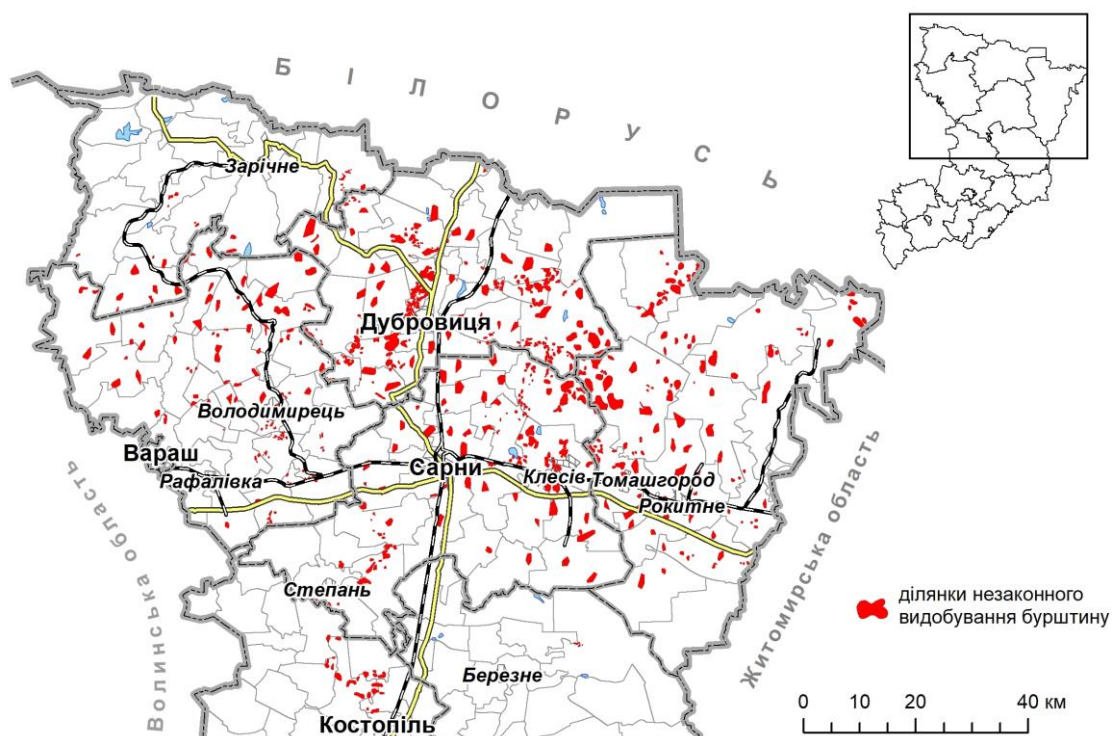 БІЛОРУСЬ
Зарічне
Дубровиця
Володимирець
Вараш
Рафалівка
Сарни
Клесів
Томашгород
Рокитне
Степань
Березне
Костопіль
Волинська область
Житомирська область
ділянки незаконного
видобування бурштину
0 20 40 км